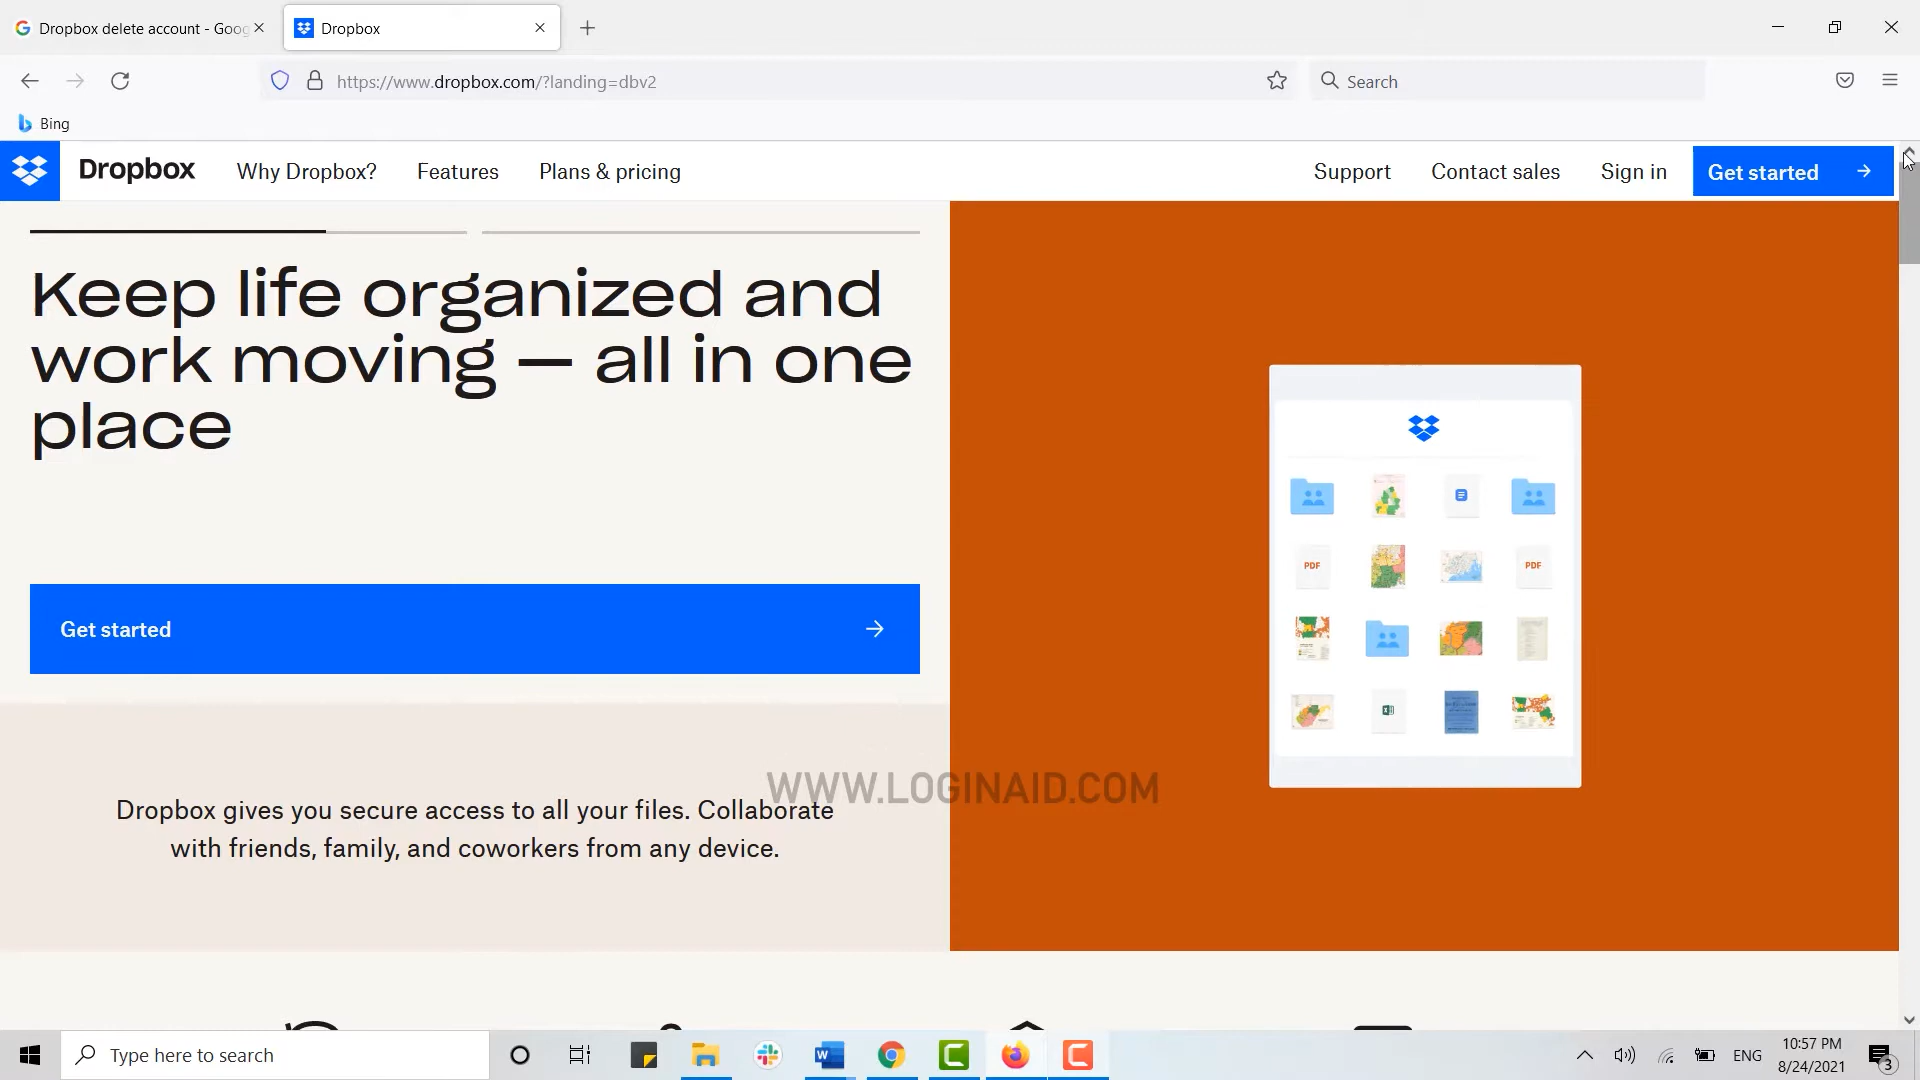 Dropbox delete account - Goog
Dropbox
https://www.dropbox.com/?landing=dbv2
Search
Bing
Dropbox
Why Dropbox?
Features
Plans & pricing
Support
Contact sales
Sign in
Get started
Keep life organized and
work moving — all in one
place
Get started
Dropbox gives you secure access to all your files. Collaborate
with friends, family, and coworkers from any device.
PDF
PDF
WWW.LOGINAID.COM
Type here to search
ENG
10:57 PM
8/24/2021
3